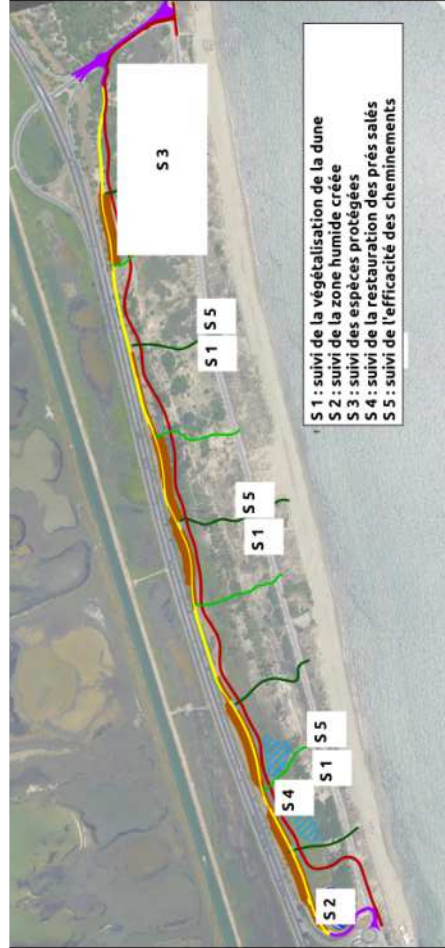 S 3
S 1 S 5
S 5
S 1
S 5
S 1
S 4
S 2
S 1 : suivi de la végétalisation de la dune
S 2 : suivi de la zone humide créée
S 3 : suivi des espèces protégées
S 4 : suivi de la restauration des prés salés
S 5 : suivi de l'efficacité des cheminements